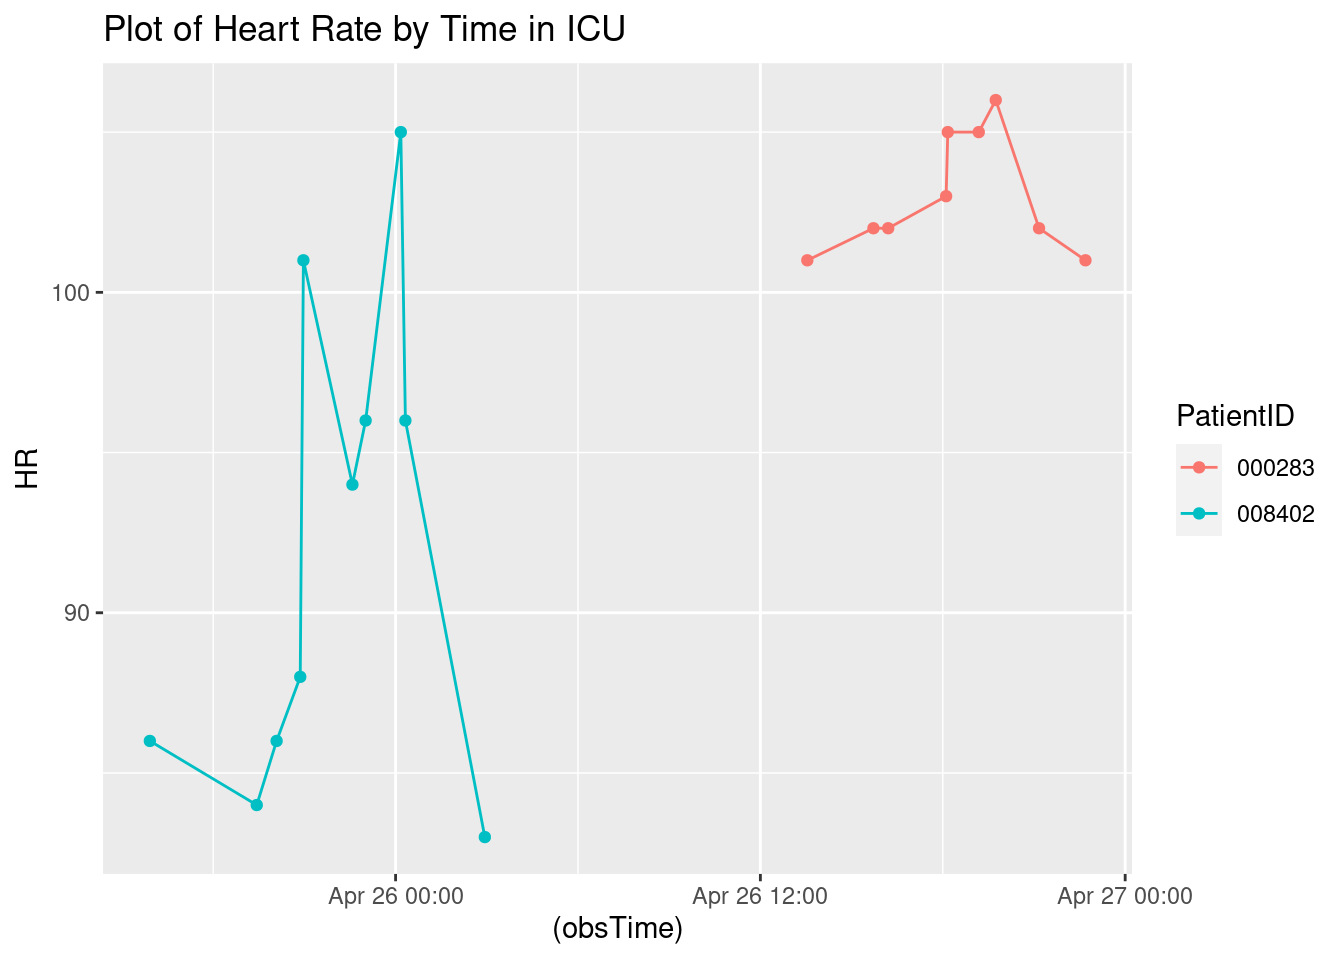 Plot of Heart Rate by Time in ICU
HR
100
90
Apr 26 00:00
Apr 26 12:00
Apr 27 00:00
(obsTime)
PatientID
000283
008402